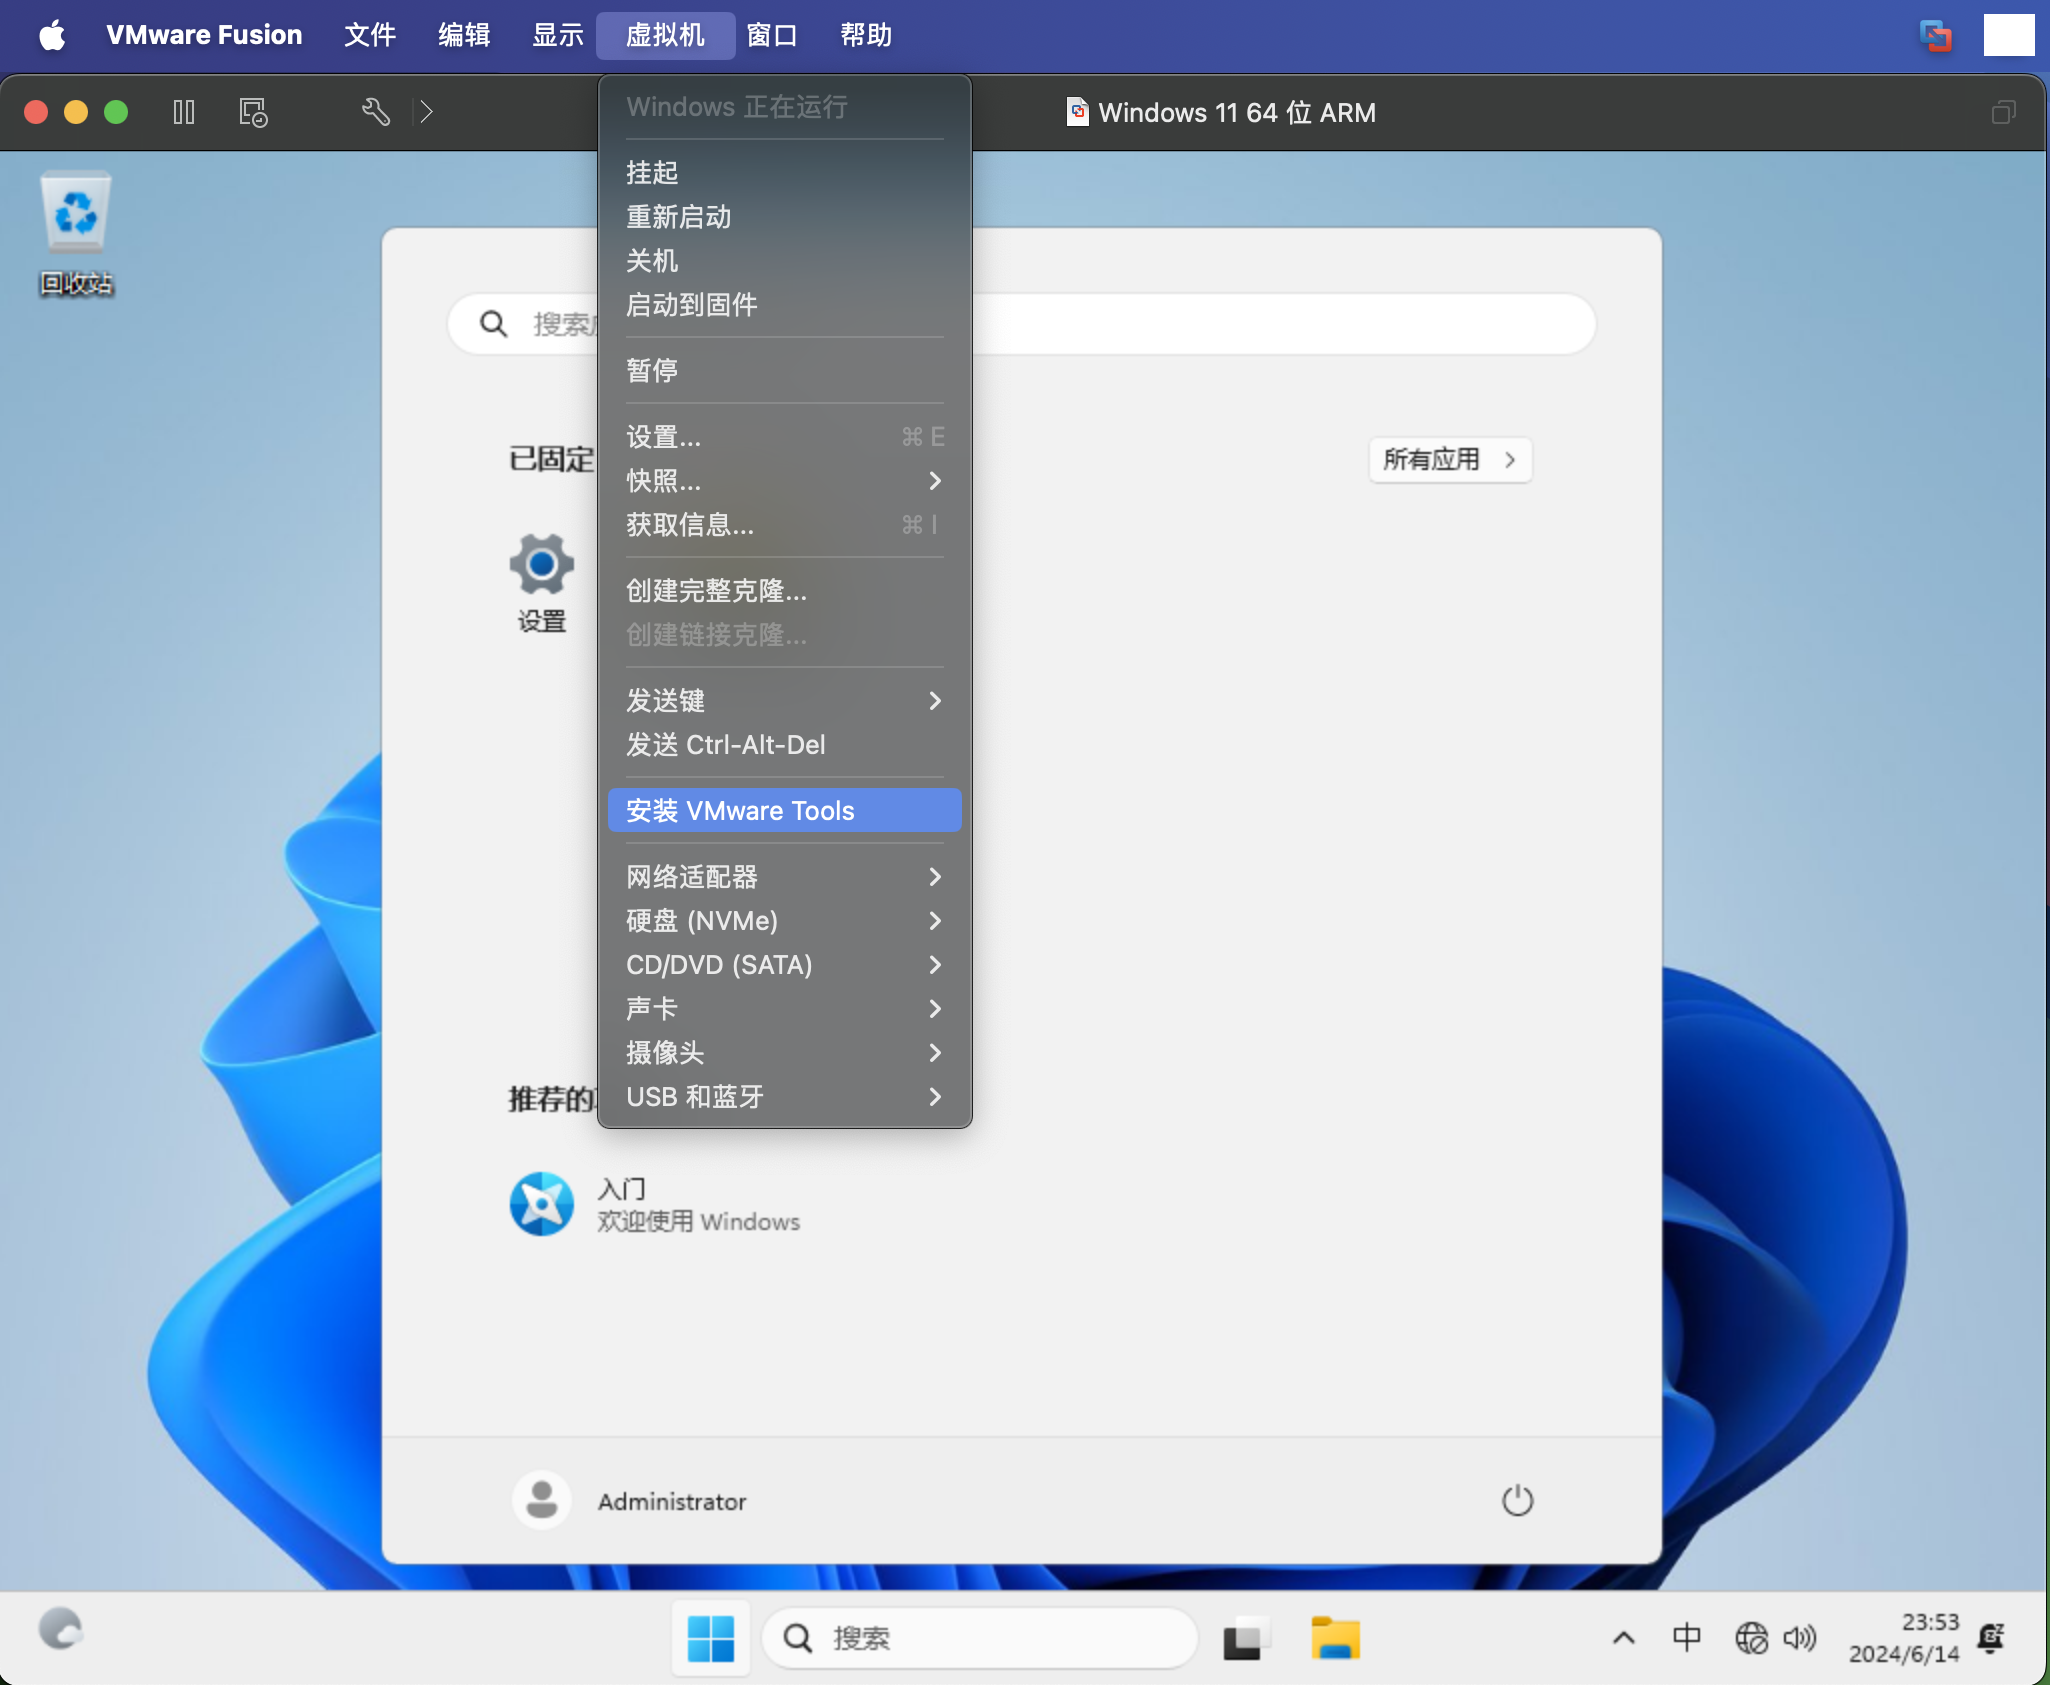 VMware Fusion 文件 编辑 显示 虚拟机 窗口 帮助
Windows 11 64 位 ARM
Windows 正在运行
挂起
重新启动
关机
启动到固件
暂停
设置... ⌘ E
快照...
获取信息... ⌘ I
创建完整克隆...
创建链接克隆...
发送键
发送 Ctrl-Alt-Del
安装 VMware Tools
网络适配器
硬盘 (NVMe)
CD/DVD (SATA)
声卡
摄像头
USB 和蓝牙
回收站
搜索
已固定
所有应用
设置
推荐的
入门
欢迎使用 Windows
Administrator
搜索
中
23:53
2024/6/14